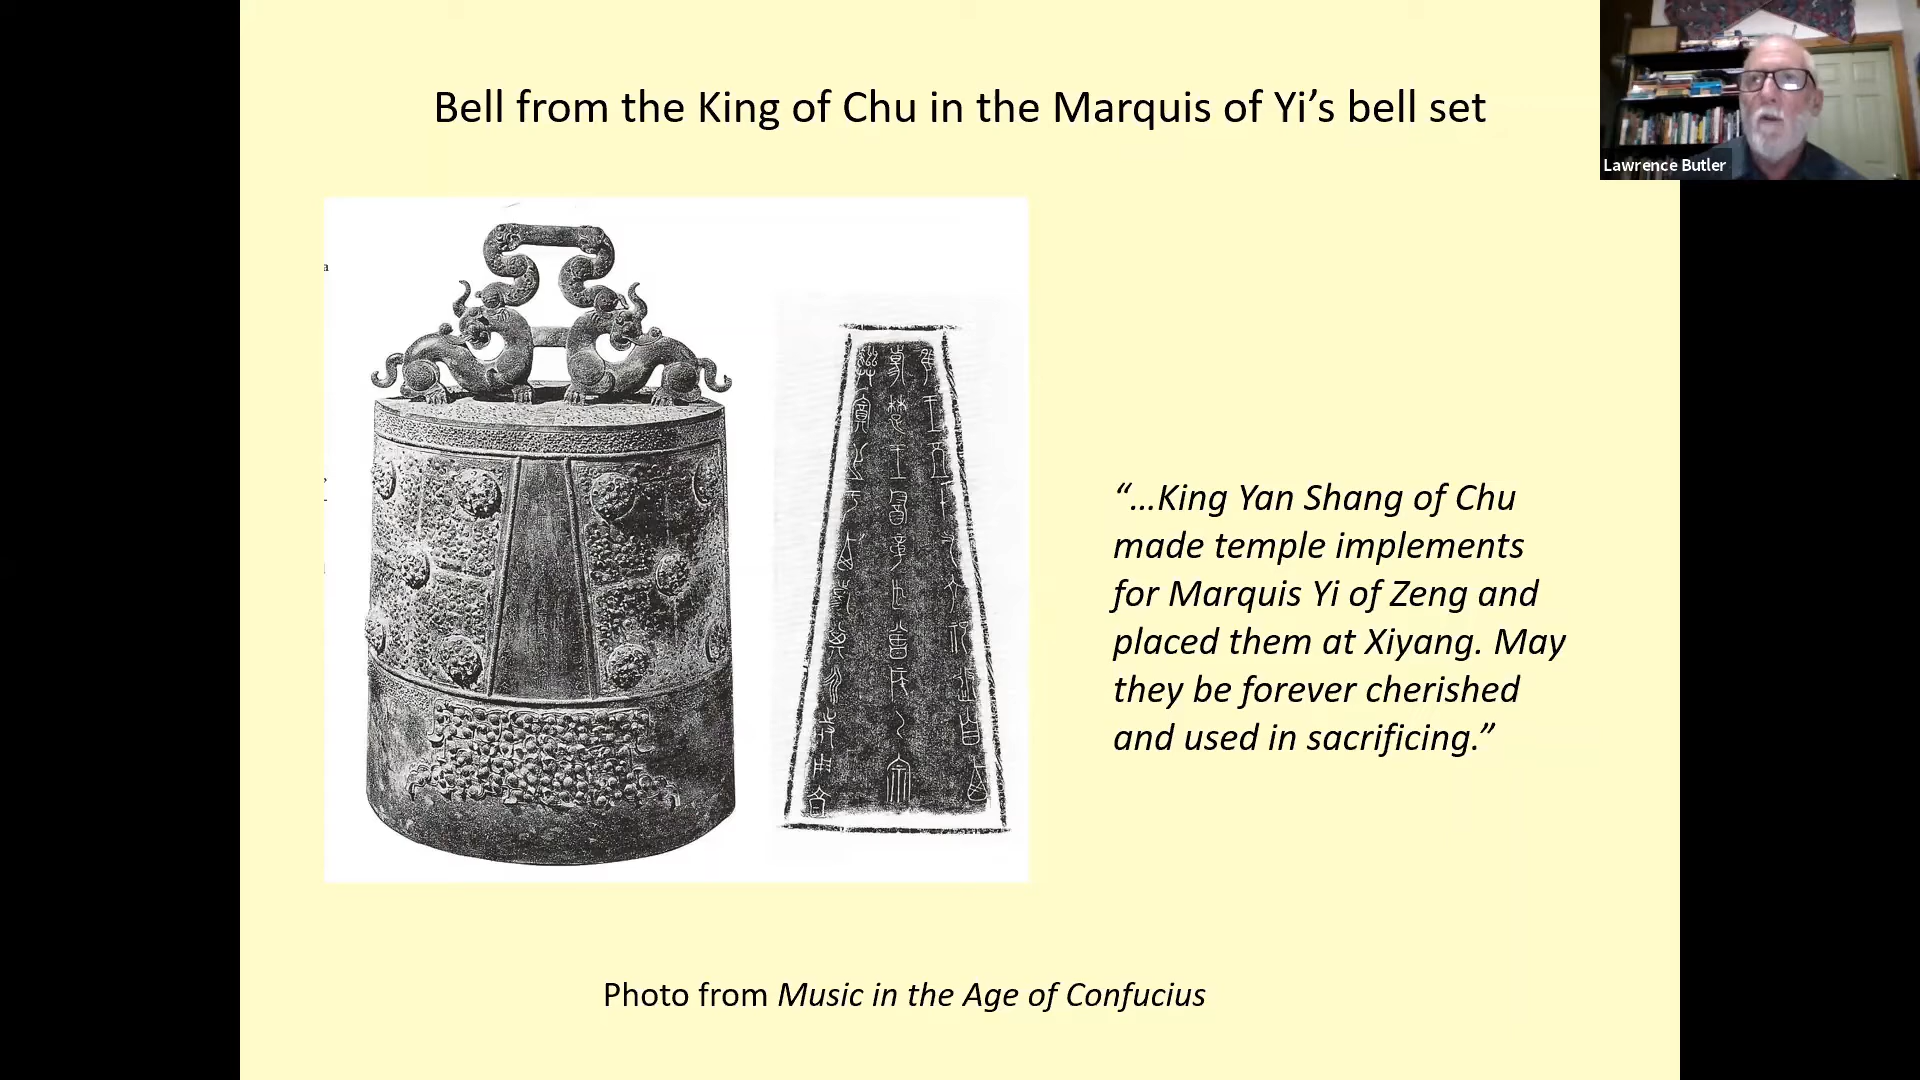 Bell from the King of Chu in the Marquis of Yi’s bell set
Lawrence Butler
“…King Yan Shang of Chu
made temple implements
for Marquis Yi of Zeng and
placed them at Xiyang. May
they be forever cherished
and used in sacrificing.”
Photo from Music in the Age of Confucius